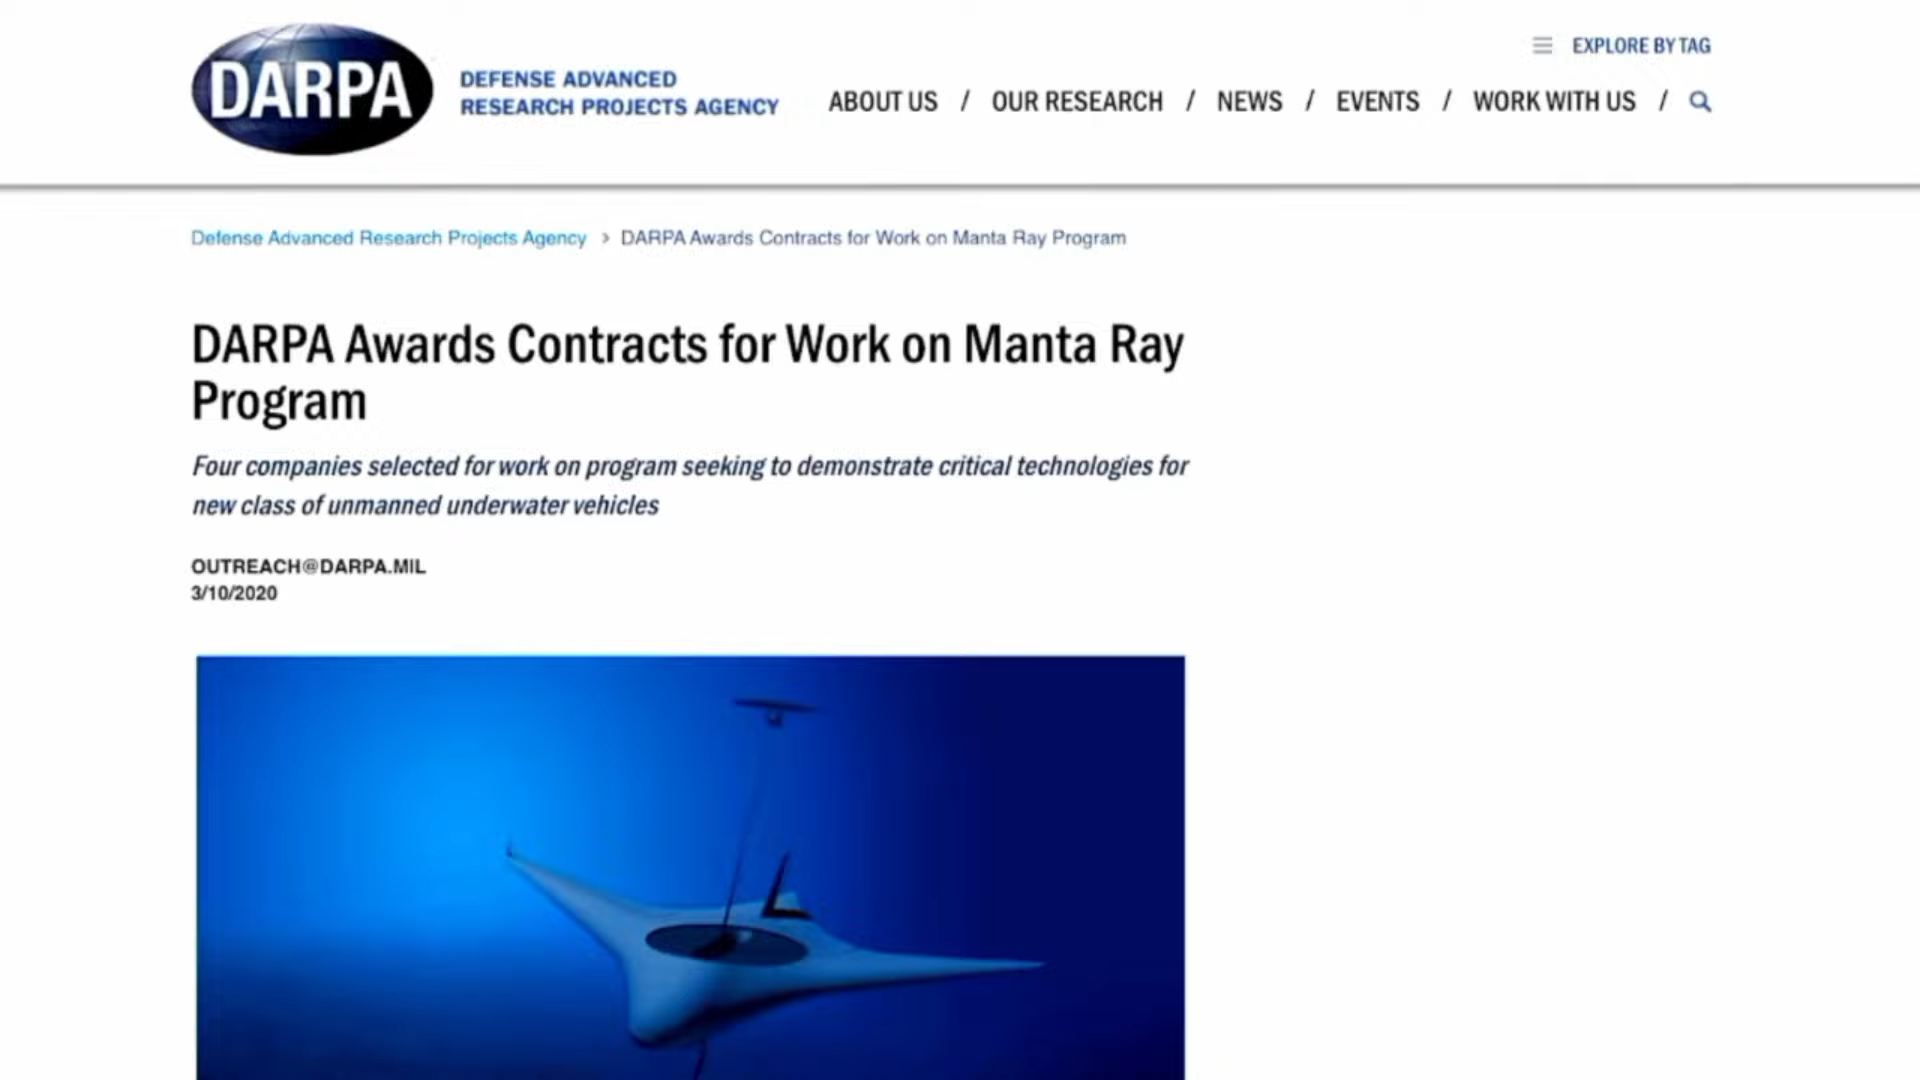 DARPA
DEFENSE ADVANCED
RESEARCH PROJECTS AGENCY
EXPLORE BY TAG
ABOUT US / OUR RESEARCH / NEWS / EVENTS / WORK WITH US /
Defense Advanced Research Projects Agency > DARPA Awards Contracts for Work on Manta Ray Program
DARPA Awards Contracts for Work on Manta Ray
Program
Four companies selected for work on program seeking to demonstrate critical technologies for
new class of unmanned underwater vehicles
OUTREACH@DARPA.MIL
3/10/2020